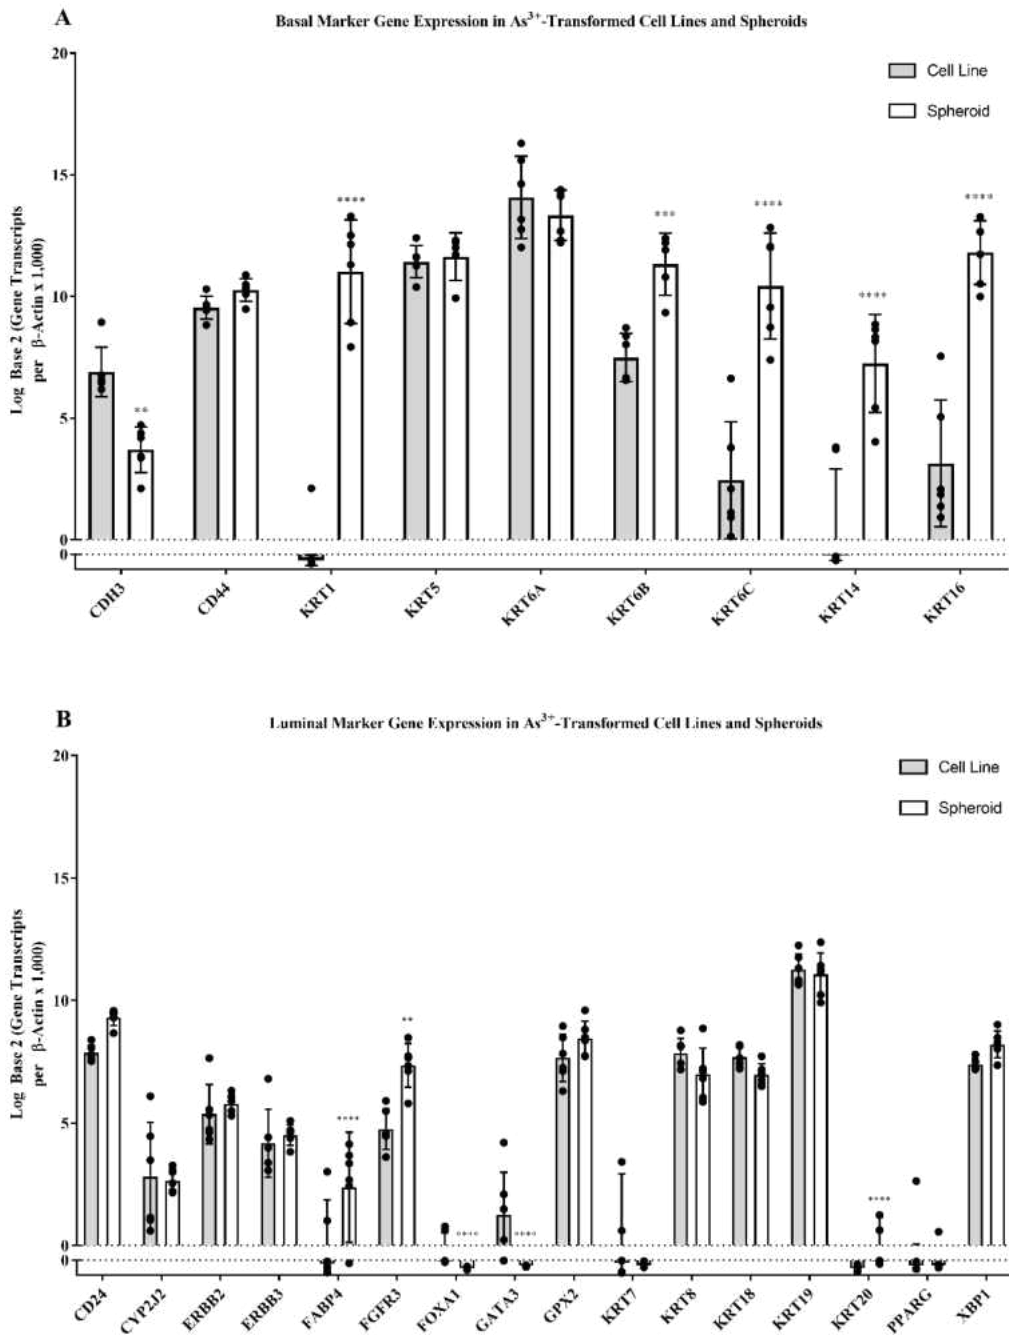 A
Basal Marker Gene Expression in As³⁺-Transformed Cell Lines and Spheroids
20
15
10
5
0
0
Log Base 2 (Gene Transcripts
per β-Actin x 1,000)
Cell Line
Spheroid
**
****
***
****
****
****
CDH3
CD44
KRT1
KRT5
KRT6A
KRT6B
KRT6C
KRT14
KRT16
B
Luminal Marker Gene Expression in As³⁺-Transformed Cell Lines and Spheroids
20
15
10
5
0
0
Log Base 2 (Gene Transcripts
per β-Actin x 1,000)
Cell Line
Spheroid
****
**
****
****
****
CD24
CYP2J2
ERBB2
ERBB3
FABP4
FGFR3
FOXA1
GATA3
GPX2
KRT7
KRT8
KRT18
KRT19
KRT20
PPARG
XBP1